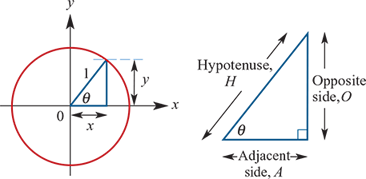 y
1
y
θ
x
0
x
Hypotenuse,
H
Opposite
side, O
θ
Adjacent
side, A